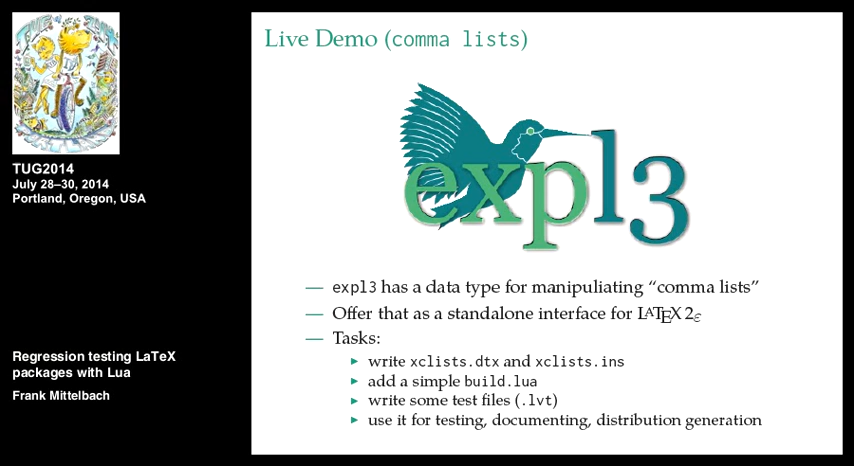 Live Demo (comma lists)
TUG2014
July 28–30, 2014
Portland, Oregon, USA
expl3
— expl3 has a data type for manipuliating “comma lists”
— Offer that as a standalone interface for LATEX 2ε
— Tasks:
▸ write xclists.dtx and xclists.ins
▸ add a simple build.lua
▸ write some test files (.lvt)
▸ use it for testing, documenting, distribution generation
Regression testing LaTeX
packages with Lua
Frank Mittelbach